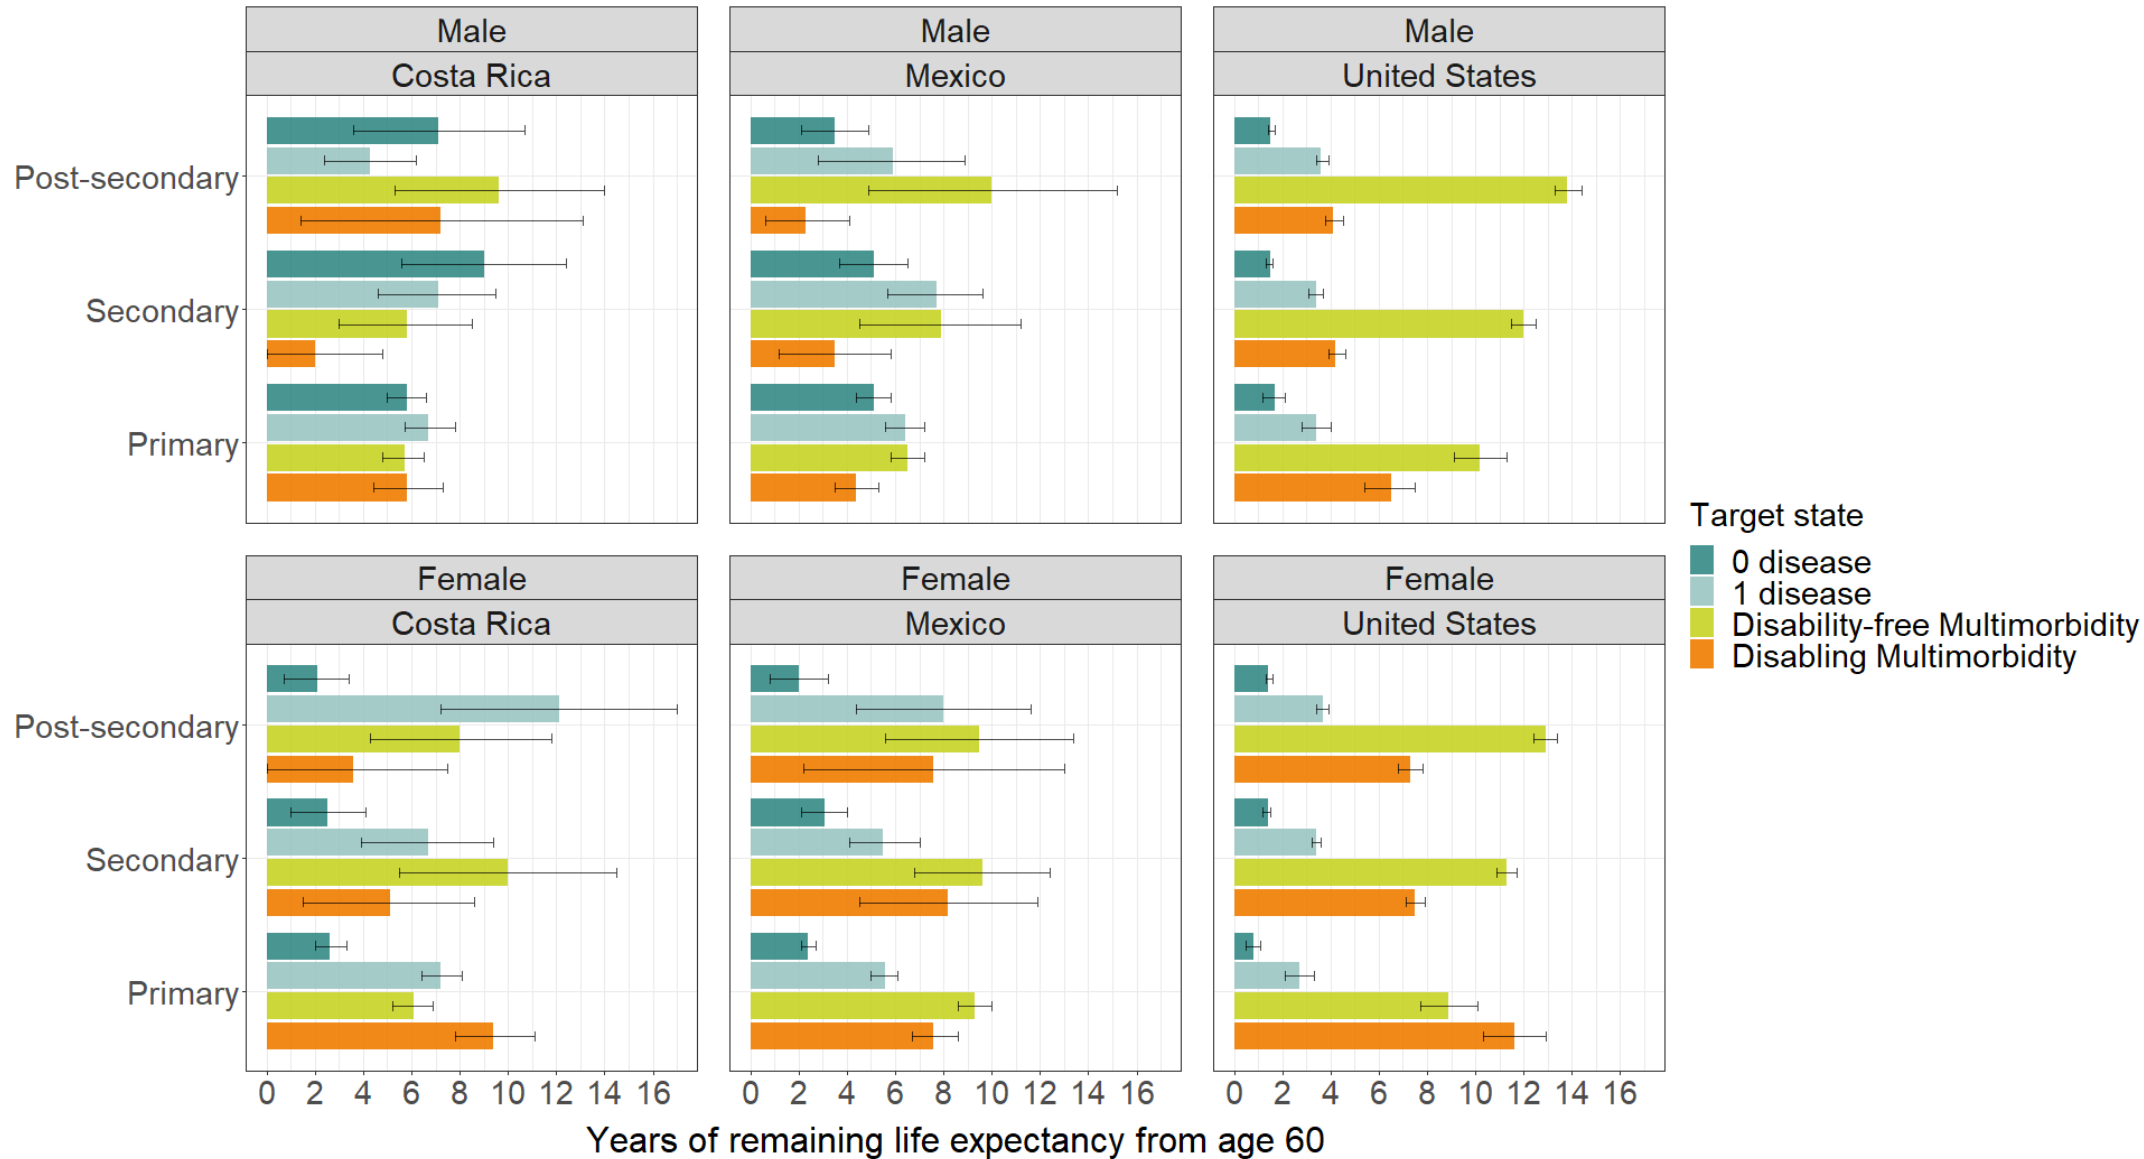 Male
Male
Male
Costa Rica
Mexico
United States
Post-secondary
Secondary
Primary
Target state
0 disease
1 disease
Disability-free Multimorbidity
Disabling Multimorbidity
Female
Female
Female
Costa Rica
Mexico
United States
Post-secondary
Secondary
Primary
0 2 4 6 8 10 12 14 16
0 2 4 6 8 10 12 14 16
0 2 4 6 8 10 12 14 16
Years of remaining life expectancy from age 60